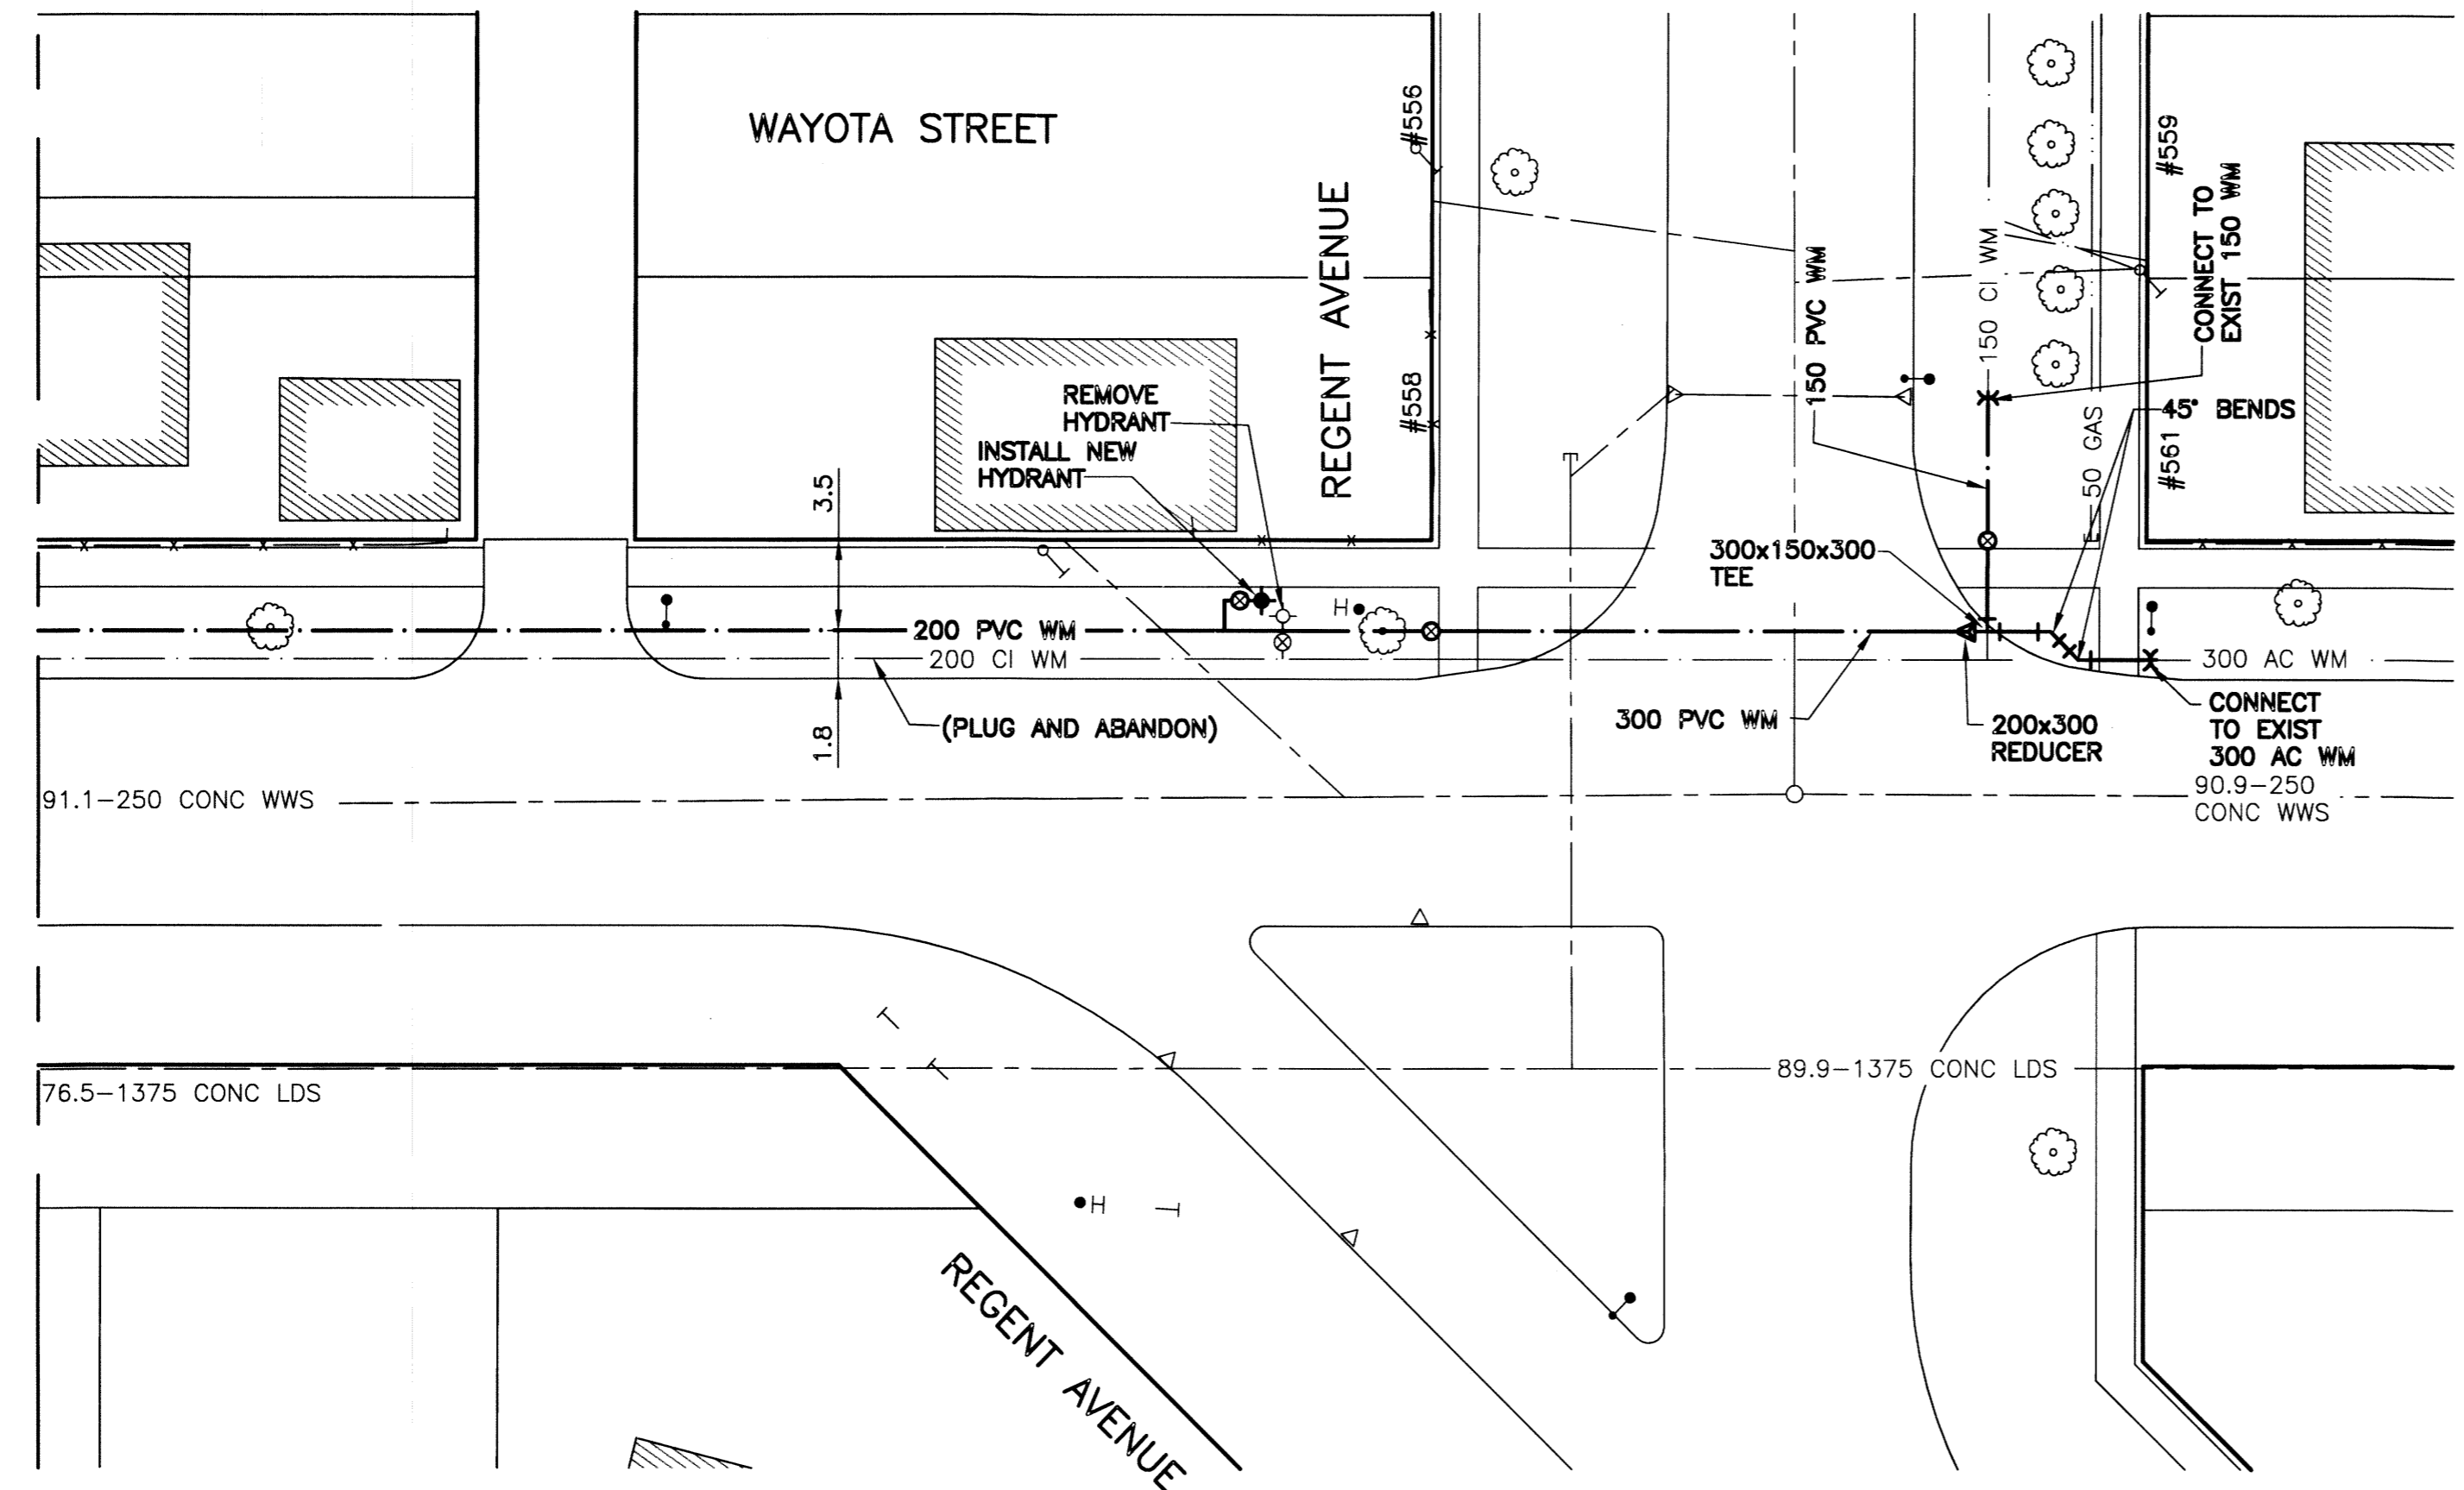 WAYOTA STREET
#556
#559
REGENT AVENUE
150 PVC WM
150 CI WM
CONNECT TO
EXIST 150 WM
REMOVE
HYDRANT
INSTALL NEW
HYDRANT
#558
50 GAS
45° BENDS
#561
3.5
300x150x300
TEE
H
200 PVC WM
200 CI WM
300 AC WM
(PLUG AND ABANDON)
1.8
300 PVC WM
200x300
REDUCER
CONNECT
TO EXIST
300 AC WM
91.1-250 CONC WWS
90.9-250
CONC WWS
76.5-1375 CONC LDS
89.9-1375 CONC LDS
H
REGENT AVENUE